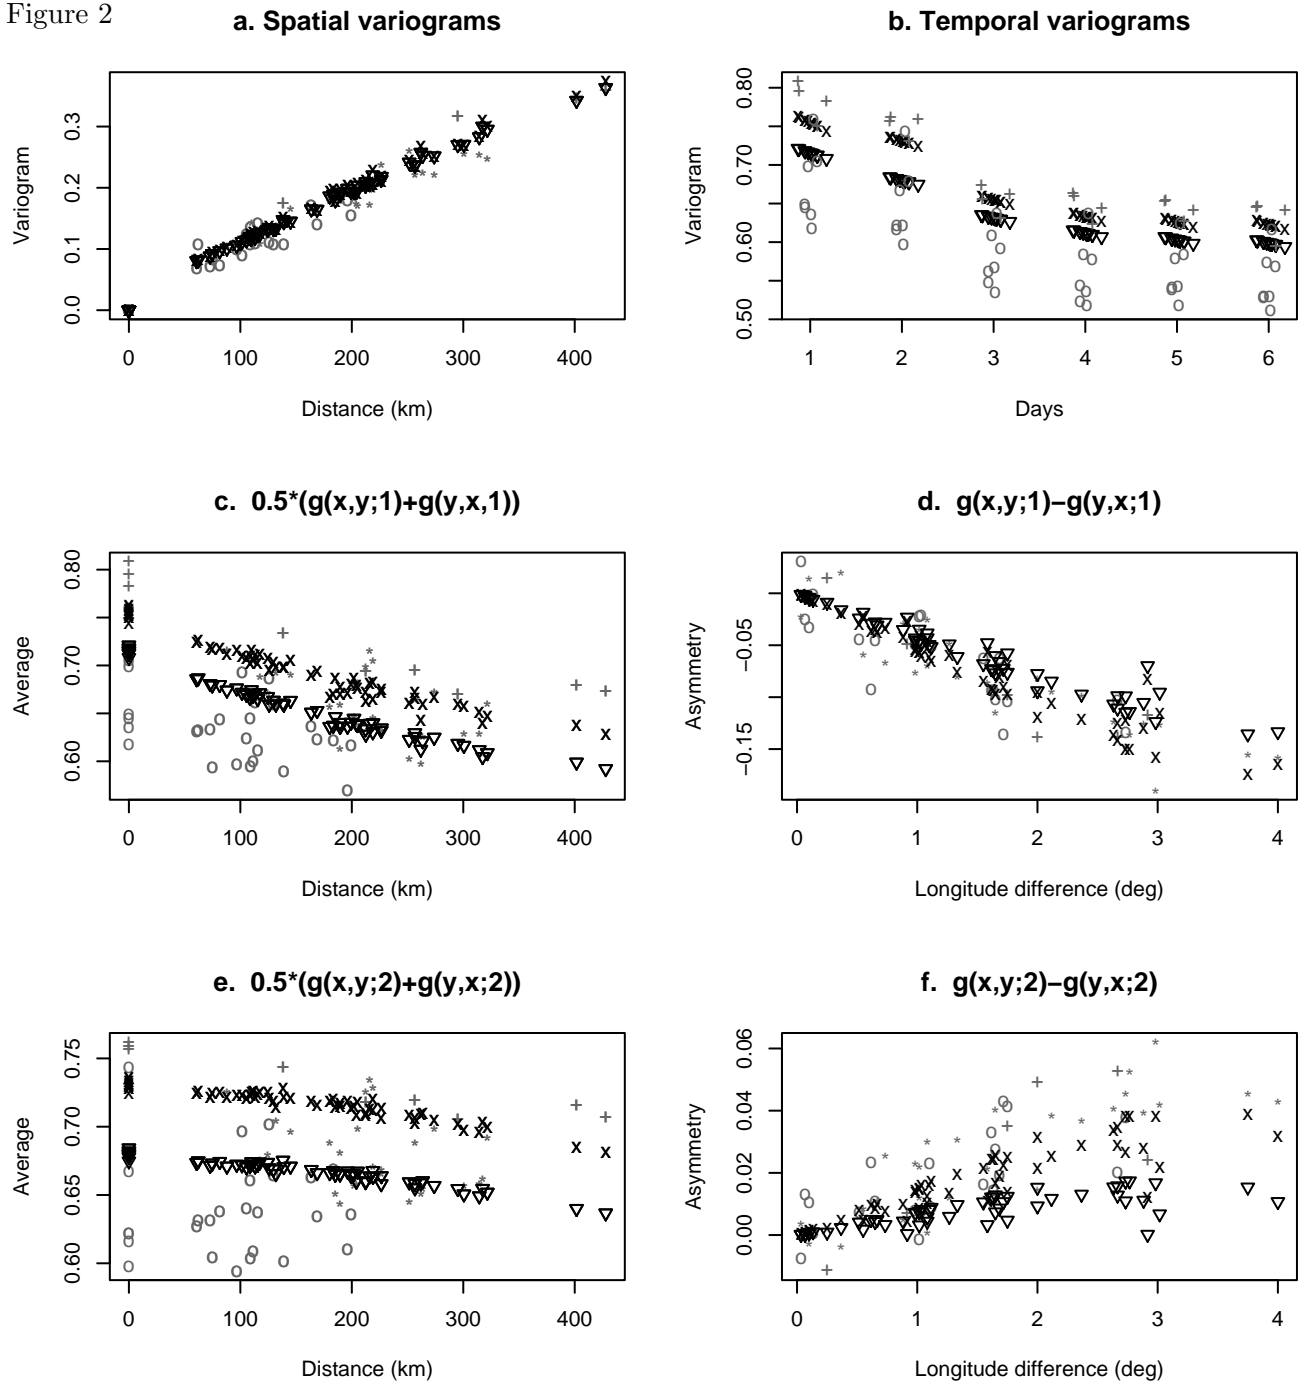 Figure 2
a. Spatial variograms
Variogram
0.0 0.1 0.2 0.3
0 100 200 300 400
Distance (km)
b. Temporal variograms
Variogram
0.50 0.60 0.70 0.80
1 2 3 4 5 6
Days
c. 0.5*(g(x,y;1)+g(y,x,1))
Average
0.60 0.70 0.80
0 100 200 300 400
Distance (km)
d. g(x,y;1)−g(y,x;1)
Asymmetry
−0.15 −0.05
0 1 2 3 4
Longitude difference (deg)
e. 0.5*(g(x,y;2)+g(y,x;2))
Average
0.60 0.65 0.70 0.75
0 100 200 300 400
Distance (km)
f. g(x,y;2)−g(y,x;2)
Asymmetry
0.00 0.02 0.04 0.06
0 1 2 3 4
Longitude difference (deg)